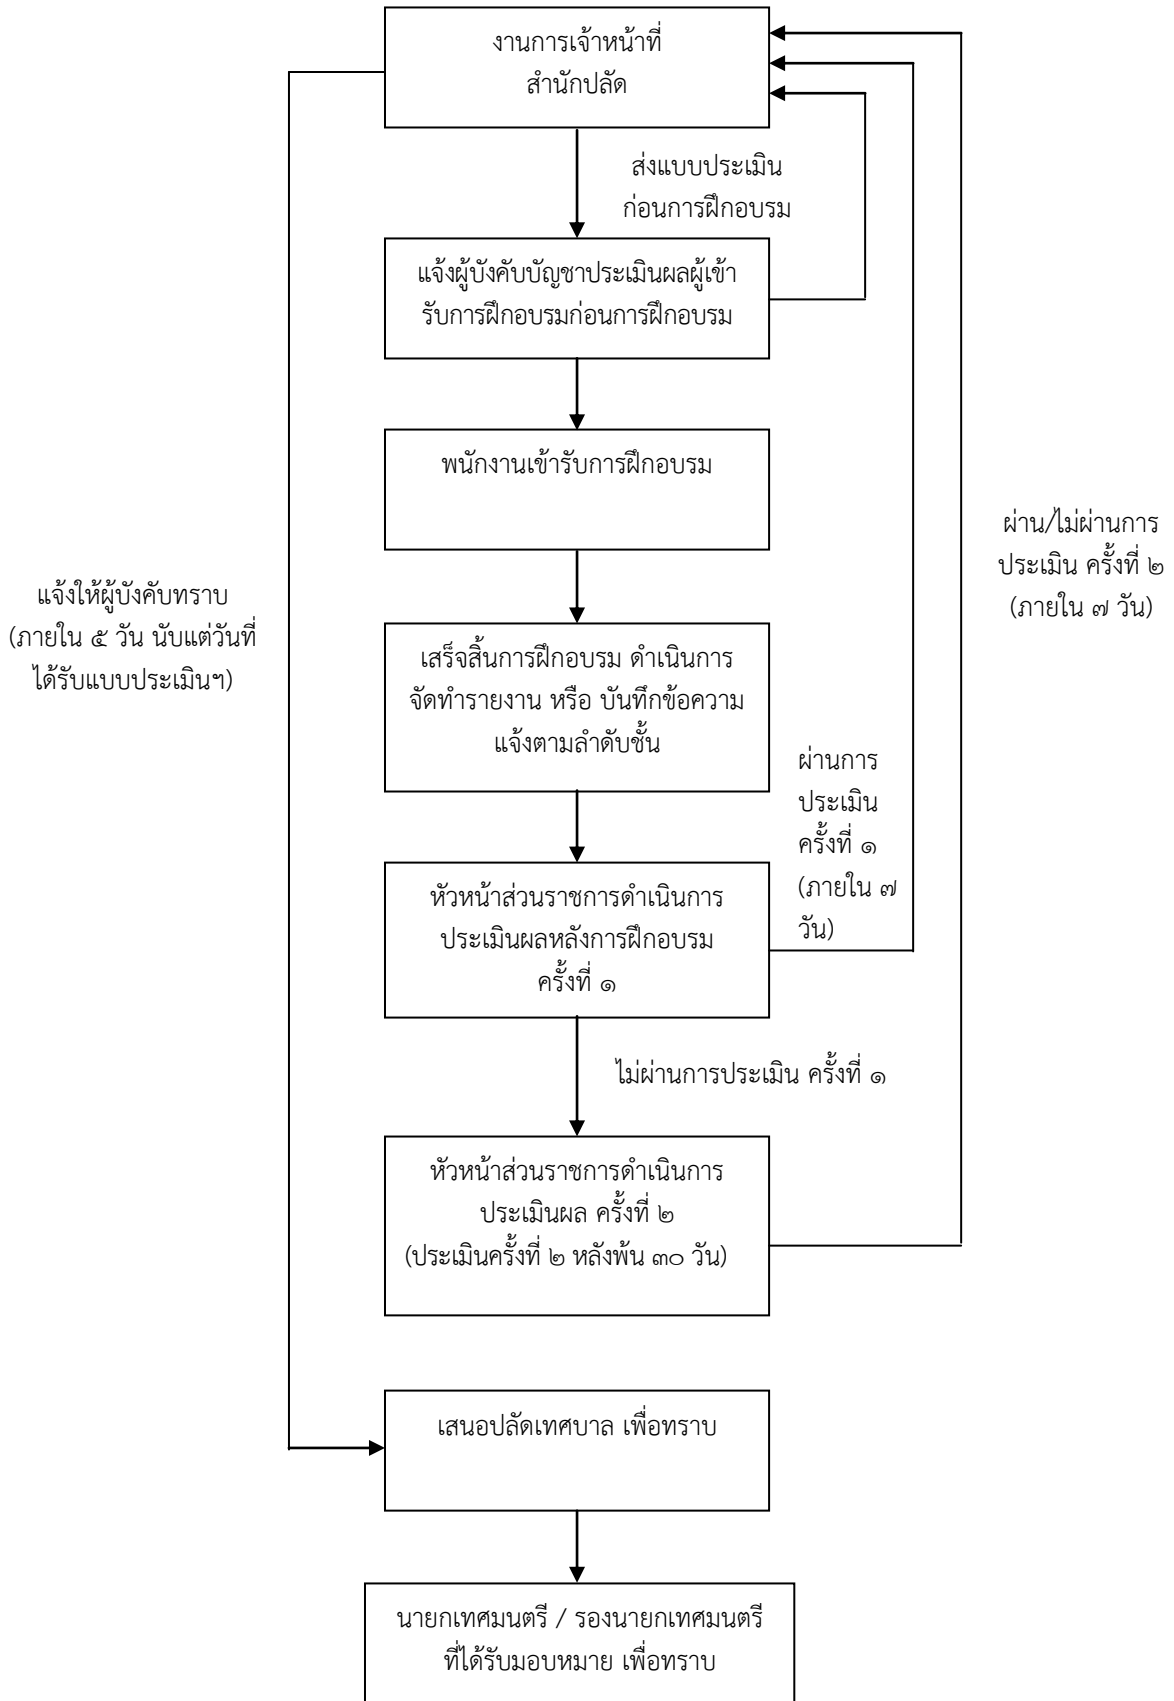 งานการเจ้าหน้าที่
สำนักปลัด
ส่งแบบประเมิน
ก่อนการฝึกอบรม
แจ้งผู้บังคับบัญชาประเมินผลผู้เข้า
รับการฝึกอบรมก่อนการฝึกอบรม
พนักงานเข้ารับการฝึกอบรม
ผ่าน/ไม่ผ่านการ
ประเมิน ครั้งที่ ๒
(ภายใน ๗ วัน)
แจ้งให้ผู้บังคับทราบ
(ภายใน ๕ วัน นับแต่วันที่
ได้รับแบบประเมินฯ)
เสร็จสิ้นการฝึกอบรม ดำเนินการ
จัดทำรายงาน หรือ บันทึกข้อความ
แจ้งตามลำดับชั้น
ผ่านการ
ประเมิน
ครั้งที่ ๑
(ภายใน ๗
วัน)
หัวหน้าส่วนราชการดำเนินการ
ประเมินผลหลังการฝึกอบรม
ครั้งที่ ๑
ไม่ผ่านการประเมิน ครั้งที่ ๑
หัวหน้าส่วนราชการดำเนินการ
ประเมินผล ครั้งที่ ๒
(ประเมินครั้งที่ ๒ หลังพ้น ๓๐ วัน)
เสนอปลัดเทศบาล เพื่อทราบ
นายกเทศมนตรี / รองนายกเทศมนตรี
ที่ได้รับมอบหมาย เพื่อทราบ